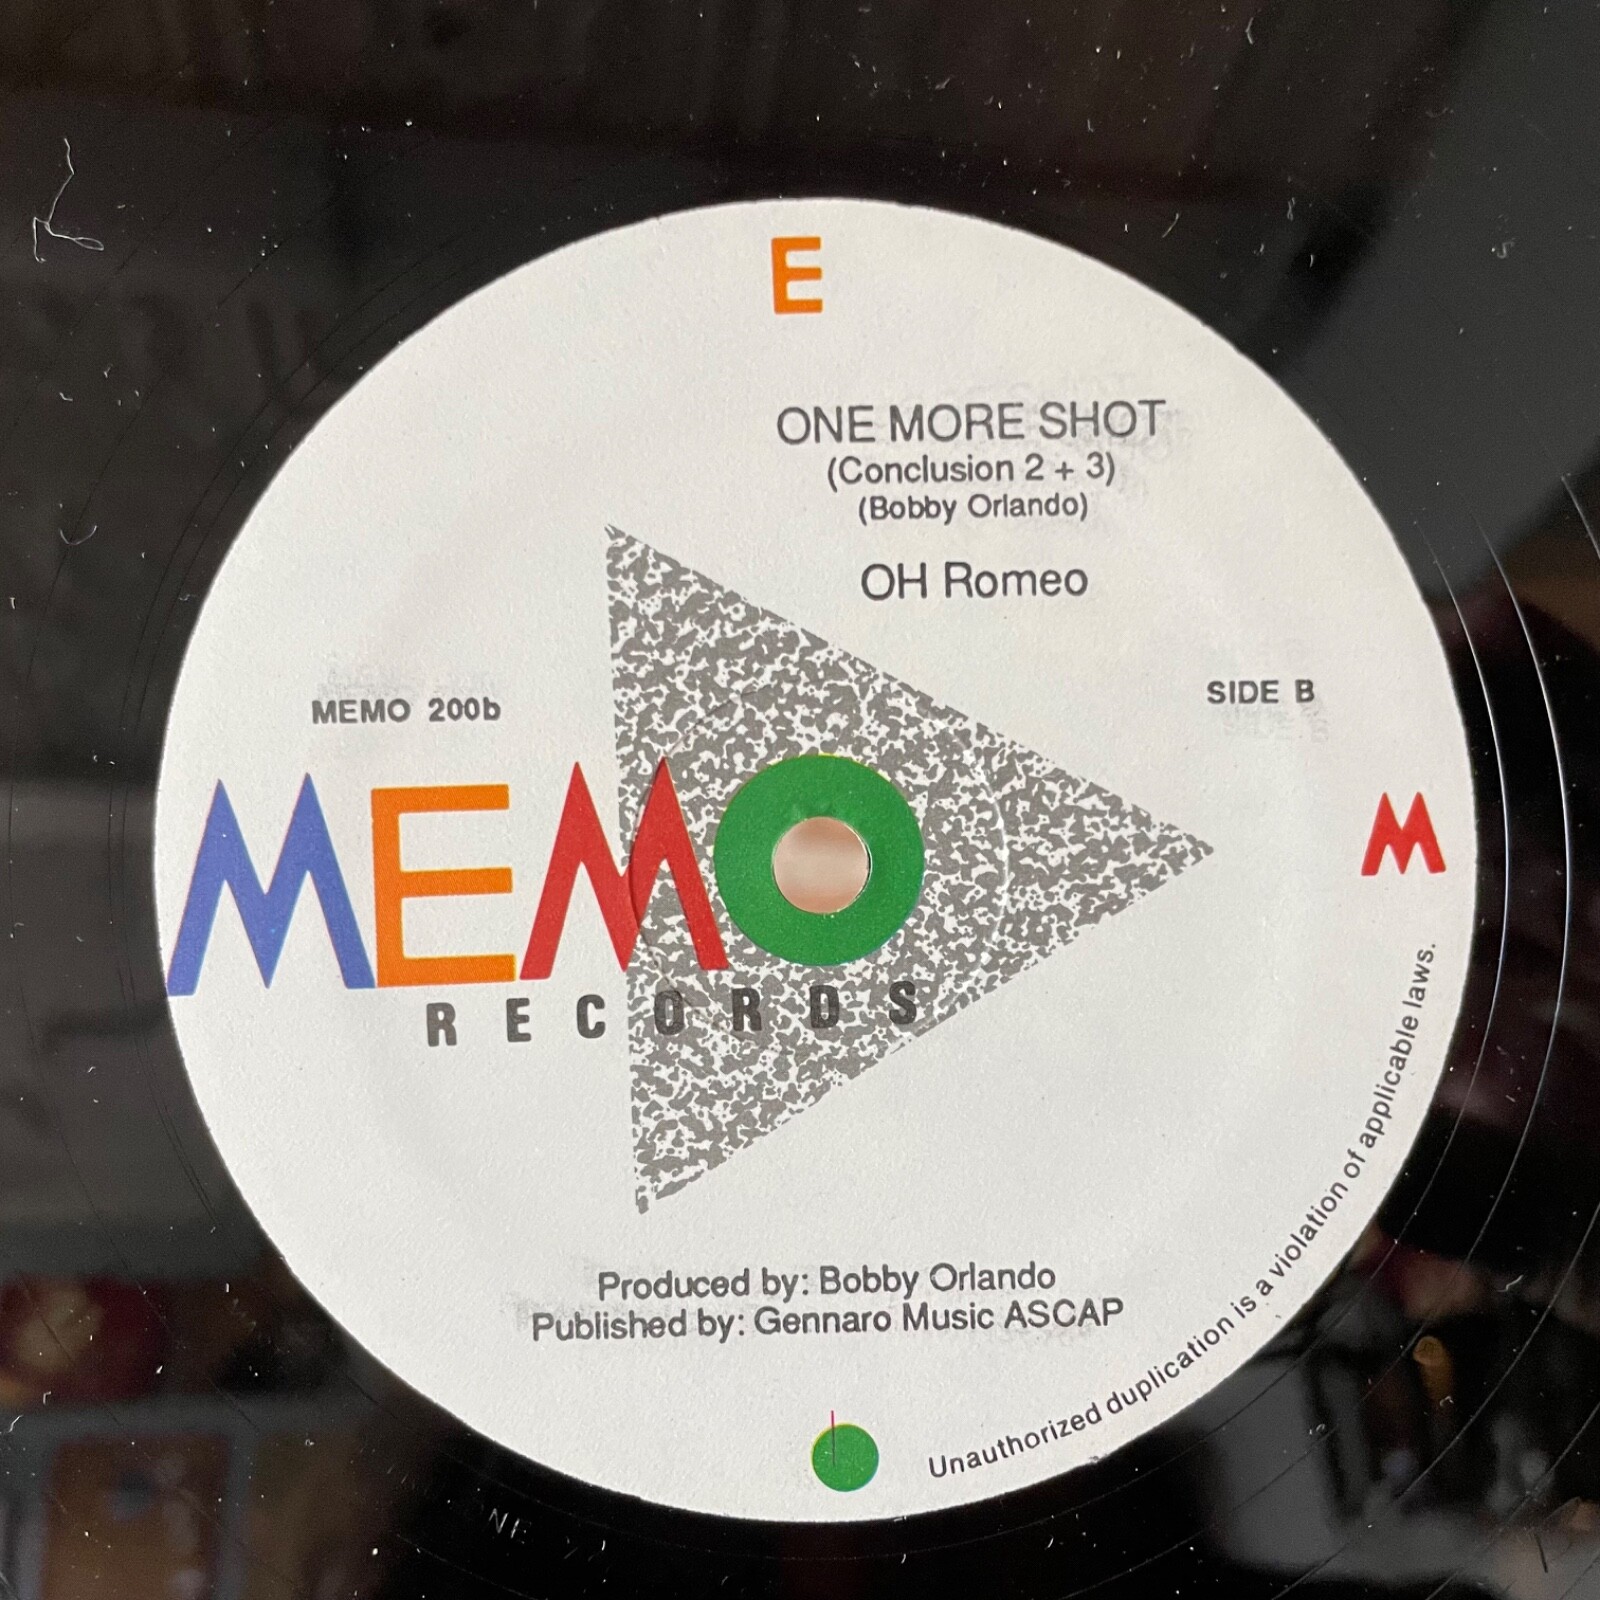 E
ONE MORE SHOT
(Conclusion 2 + 3)
(Bobby Orlando)
OH Romeo
MEMO 200b
SIDE B
MEMO
M
RECORDS
Produced by: Bobby Orlando
Published by: Gennaro Music ASCAP
Unauthorized duplication is a violation of applicable laws.
NE